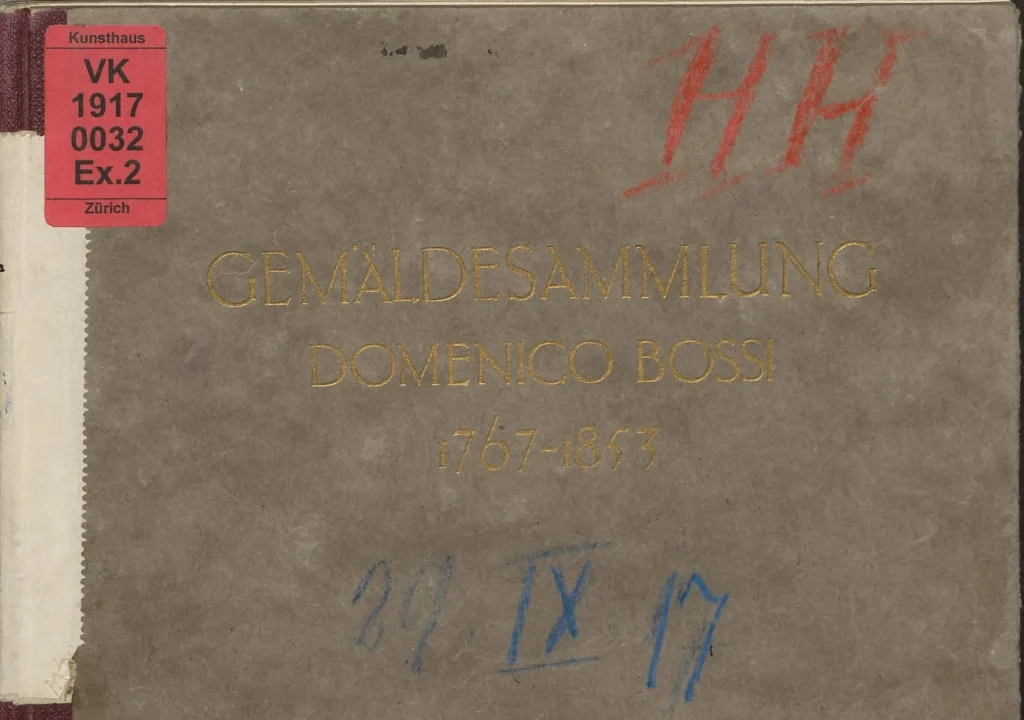 Kunsthaus
VK
1917
0032
Ex.2
Zürich
HH
GEMÄLDESAMMLUNG
DOMENICO BOSSI
1767-1853
29. IX 17